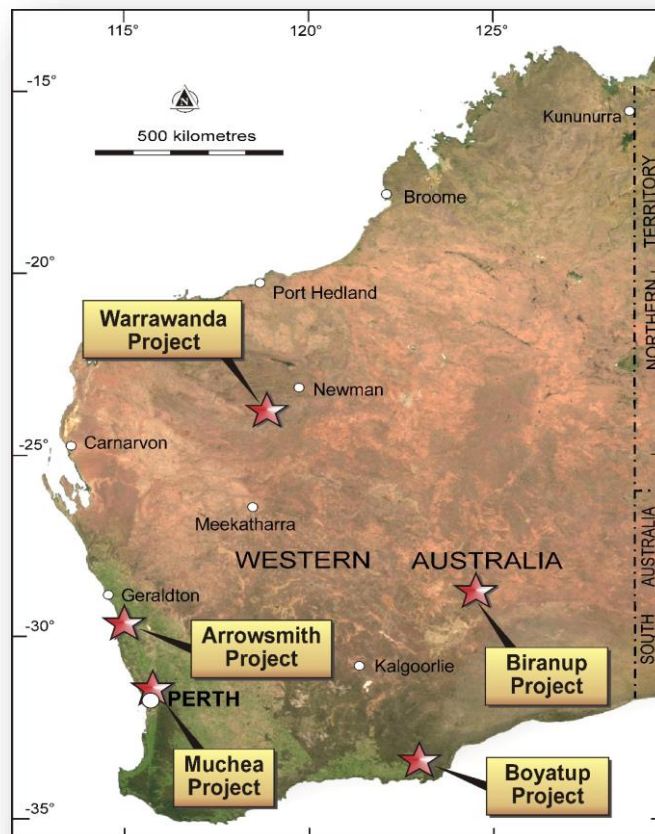 115°
120°
125°
-15°
N
500 kilometres
Kununurra
Broome
NORTHERN TERRITORY
-20°
Port Hedland
Warrawanda
Project
Newman
-25°
Carnarvon
Meekatharra
WESTERN AUSTRALIA
SOUTH AUSTRALIA
Geraldton
-30°
Arrowsmith
Project
Kalgoorlie
Biranup
Project
PERTH
Muchea
Project
Boyatup
Project
-35°